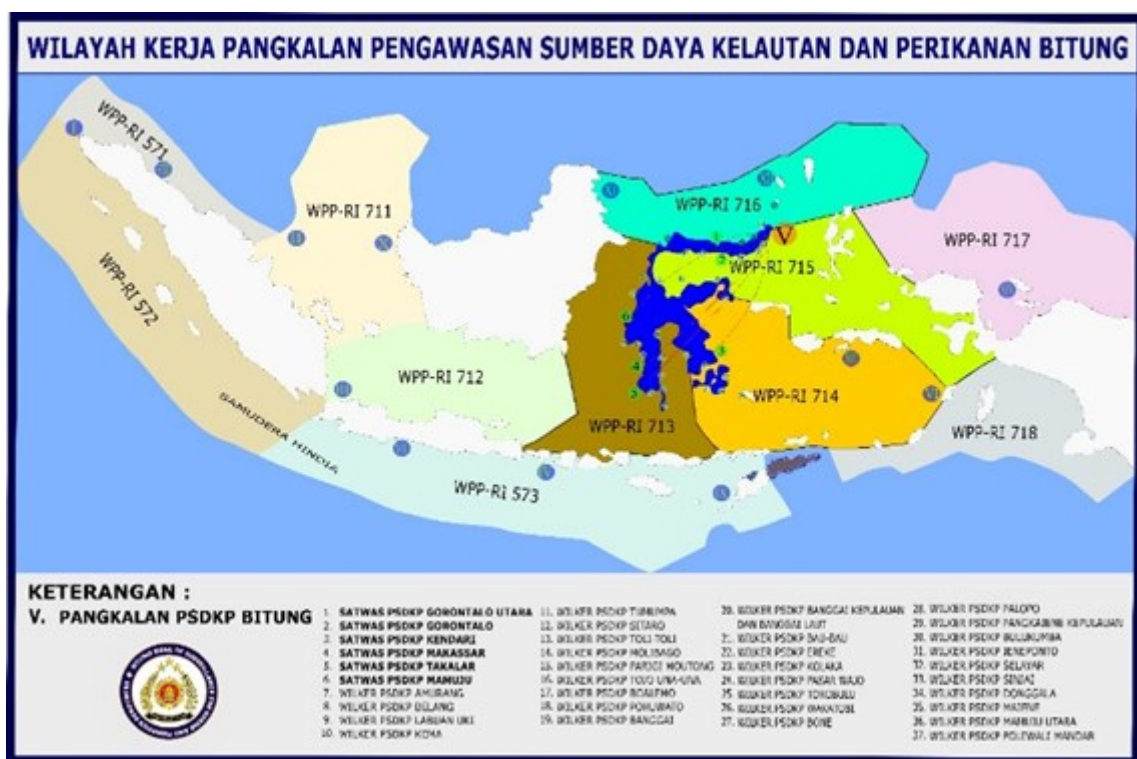 WILAYAH KERJA PANGKALAN PENGAWASAN SUMBER DAYA KELAUTAN DAN PERIKANAN BITUNG
WPP-RI 571
WPP-RI 711
WPP-RI 716
WPP-RI 717
V
WPP-RI 715
WPP-RI 572
WPP-RI 712
WPP-RI 714
WPP-RI 713
WPP-RI 718
SAMUDERA HINDIA
WPP-RI 573
KETERANGAN :
V. PANGKALAN PSDKP BITUNG
1. SATWAS PSDKP GORONTALO UTARA
2. SATWAS PSDKP GORONTALO
3. SATWAS PSDKP KENDARI
4. SATWAS PSDKP MAKASSAR
5. SATWAS PSDKP TAKALAR
6. SATWAS PSDKP MAMUJU
7. WILKER PSDKP AMURANG
8. WILKER PSDKP BELANG
9. WILKER PSDKP LABUAN UKI
10. WILKER PSDKP KEMA
11. WILKER PSDKP TUMUMPA
12. WILKER PSDKP SITARO
13. WILKER PSDKP TOLI-TOLI
14. WILKER PSDKP MOLIBAGO
15. WILKER PSDKP PARIGI MOUTONG
16. WILKER PSDKP TOJO UNA-UNA
17. WILKER PSDKP BOALEMO
18. WILKER PSDKP POHUWATO
19. WILKER PSDKP BANGGAI
20. WILKER PSDKP BANGGAI KEPULAUAN
DAN BANGGAI LAUT
21. WILKER PSDKP BAU-BAU
22. WILKER PSDKP EREKE
23. WILKER PSDKP KOLAKA
24. WILKER PSDKP PASAR WAJO
25. WILKER PSDKP TOROBULU
26. WILKER PSDKP WAKATOBI
27. WILKER PSDKP BONE
28. WILKER PSDKP PALOPO
29. WILKER PSDKP PANGKAJENE KEPULAUAN
30. WILKER PSDKP BULUKUMBA
31. WILKER PSDKP JENEPONTO
32. WILKER PSDKP SELAYAR
33. WILKER PSDKP SINJAI
34. WILKER PSDKP DONGGALA
35. WILKER PSDKP MAJENE
36. WILKER PSDKP MAMUJU UTARA
37. WILKER PSDKP POLEWALI MANDAR